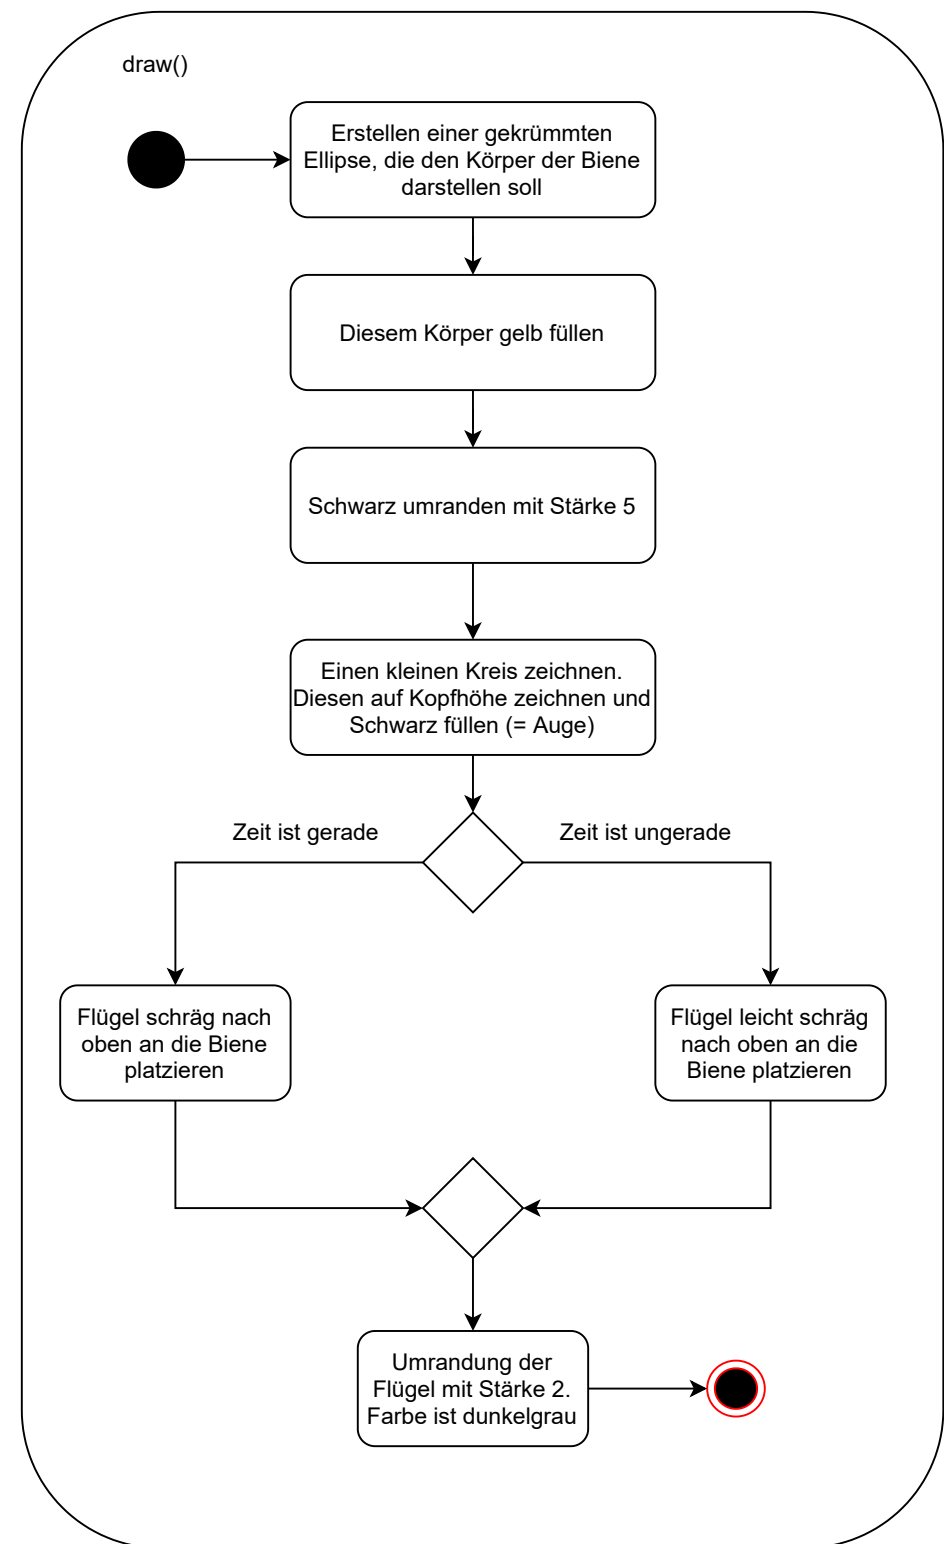 draw()
Erstellen einer gekrümmten
Ellipse, die den Körper der Biene
darstellen soll
Diesem Körper gelb füllen
Schwarz umranden mit Stärke 5
Einen kleinen Kreis zeichnen.
Diesen auf Kopfhöhe zeichnen und
Schwarz füllen (= Auge)
Zeit ist gerade
Zeit ist ungerade
Flügel schräg nach
oben an die Biene
platzieren
Flügel leicht schräg
nach oben an die
Biene platzieren
Umrandung der
Flügel mit Stärke 2.
Farbe ist dunkelgrau